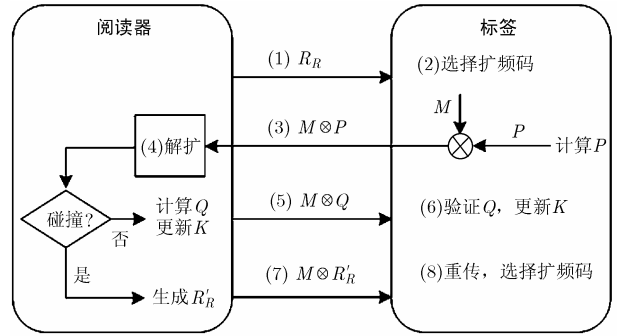 阅读器
标签
(1) R_R
(2)选择扩频码
M
(3) M⊗P
P
计算P
(4)解扩
碰撞?
否
计算Q
更新K
(5) M⊗Q
(6)验证Q，更新K
是
生成R′_R
(7) M⊗R′_R
(8)重传，选择扩频码